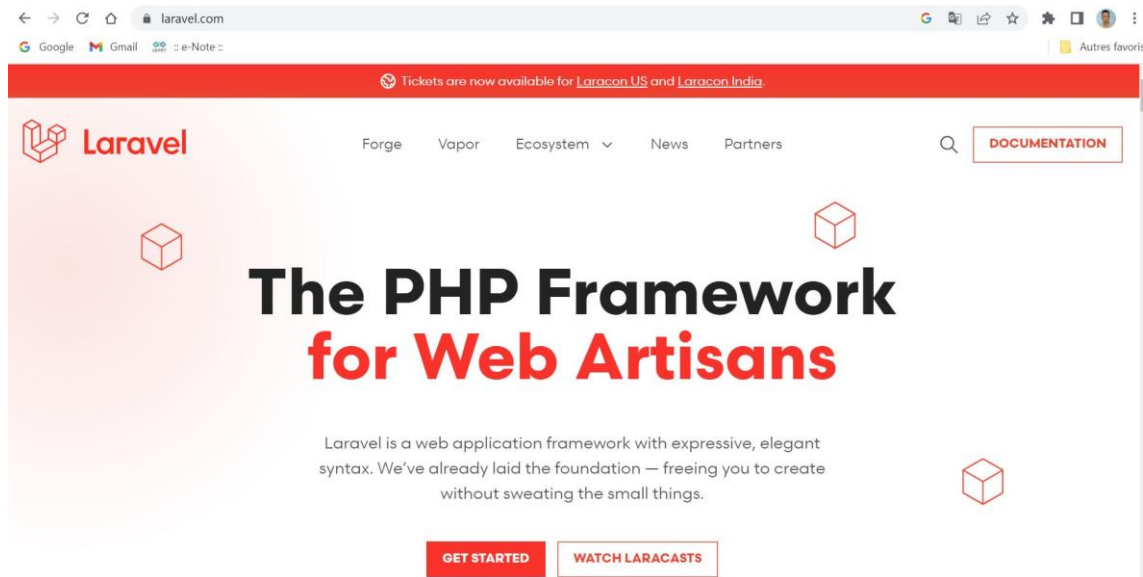 laravel.com
Google Gmail :: e-Note :: Autres favoris
Tickets are now available for Laracon US and Laracon India.
Laravel Forge Vapor Ecosystem News Partners DOCUMENTATION
The PHP Framework
for Web Artisans
Laravel is a web application framework with expressive, elegant
syntax. We've already laid the foundation — freeing you to create
without sweating the small things.
GET STARTED WATCH LARACASTS